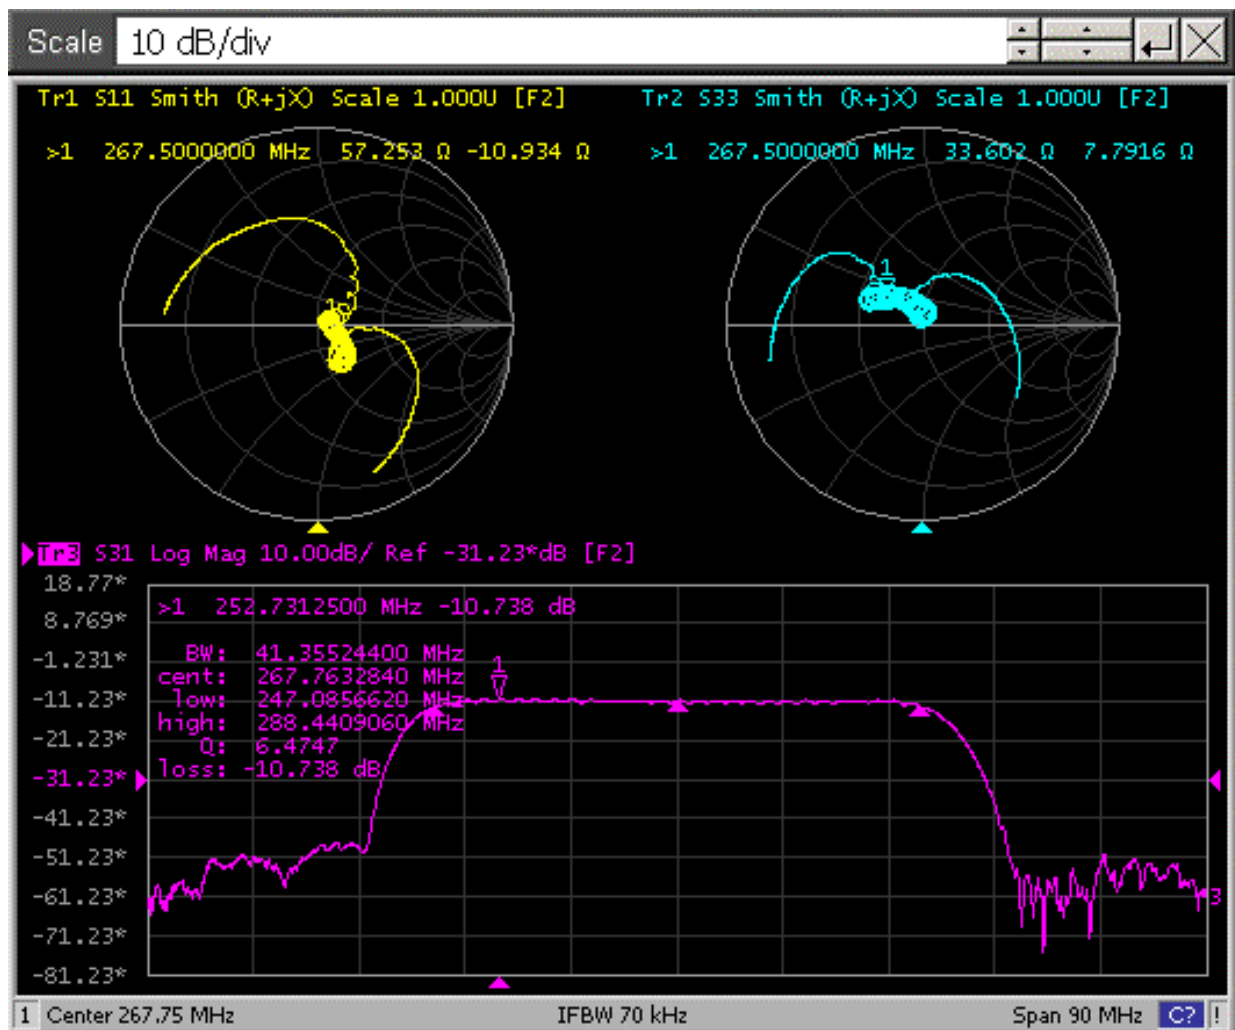 Scale 10 dB/div
Tr1 S11 Smith (R+jX) Scale 1.000U [F2]
>1 267.5000000 MHz 57.253 Ω -10.934 Ω
Tr2 S33 Smith (R+jX) Scale 1.000U [F2]
>1 267.5000000 MHz 33.602 Ω 7.7916 Ω
1
1
Tr3 S31 Log Mag 10.00dB/ Ref -31.23*dB [F2]
18.77*
8.769*
-1.231*
-11.23*
-21.23*
-31.23*
-41.23*
-51.23*
-61.23*
-71.23*
-81.23*
>1 252.7312500 MHz -10.738 dB
BW: 41.35524400 MHz
cent: 267.7632840 MHz
low: 247.0856620 MHz
high: 288.4409060 MHz
Q: 6.4747
loss: -10.738 dB
1
3
1 Center 267.75 MHz IFBW 70 kHz Span 90 MHz C? !